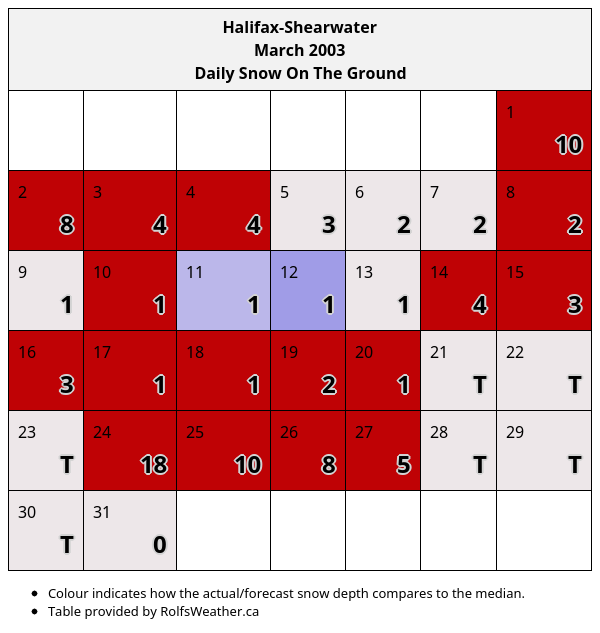 Halifax-Shearwater
March 2003
Daily Snow On The Ground
1
10
2 3 4 5 6 7 8
8 4 4 3 2 2 2
9 10 11 12 13 14 15
1 1 1 1 1 4 3
16 17 18 19 20 21 22
3 1 1 2 1 T T
23 24 25 26 27 28 29
T 18 10 8 5 T T
30 31
T 0
• Colour indicates how the actual/forecast snow depth compares to the median.
• Table provided by RolfsWeather.ca